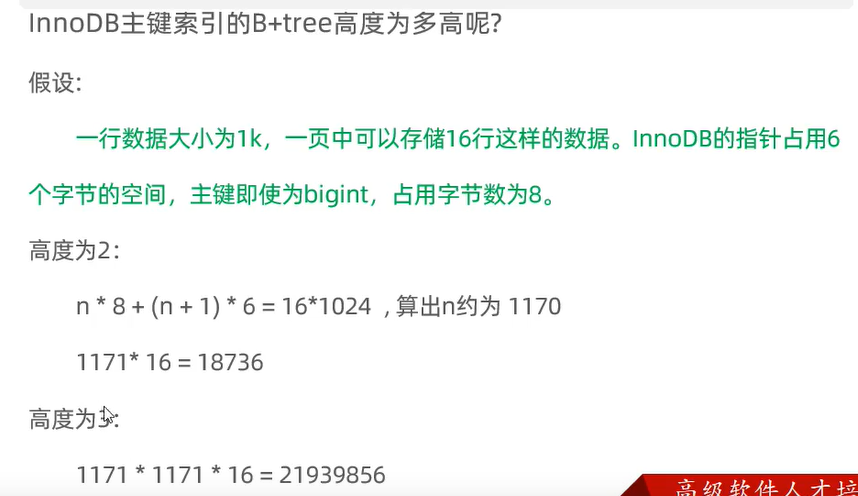 InnoDB主键索引的B+tree高度为多高呢?
假设:
一行数据大小为1k，一页中可以存储16行这样的数据。InnoDB的指针占用6
个字节的空间，主键即使为bigint，占用字节数为8。
高度为2：
n * 8 + (n + 1) * 6 = 16*1024 , 算出n约为 1170
1171* 16 = 18736
高度为3：
1171 * 1171 * 16 = 21939856
高级软件人才培